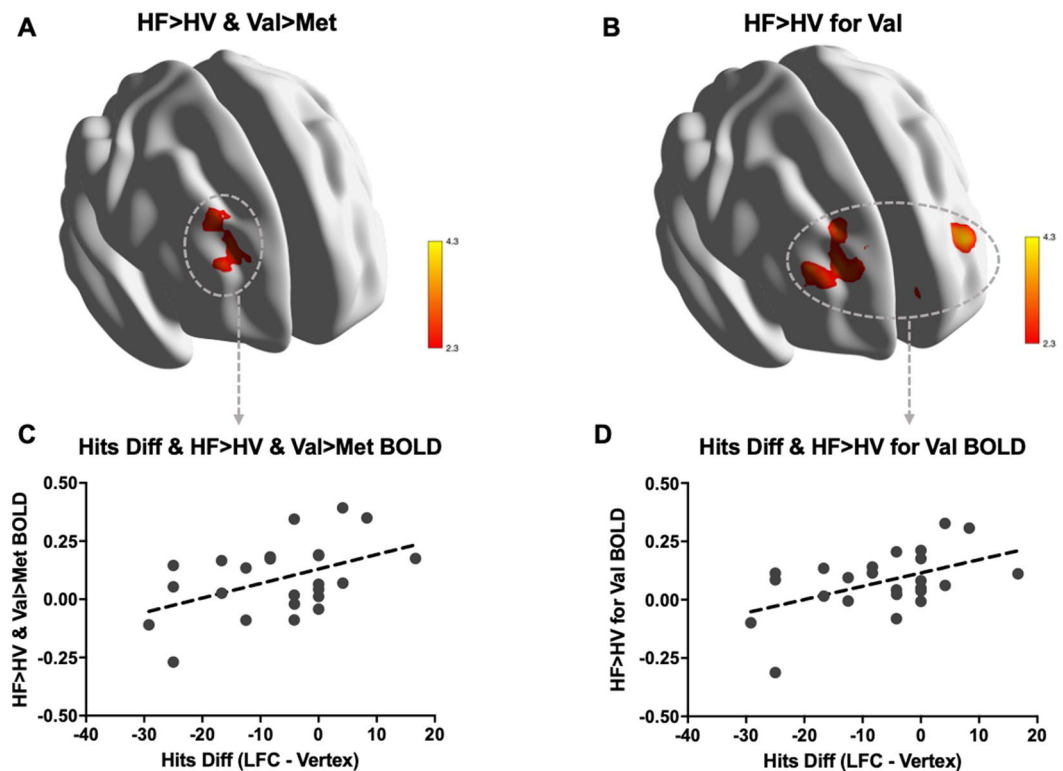 A
HF>HV & Val>Met
4.3
2.3
B
HF>HV for Val
4.3
2.3
C
Hits Diff & HF>HV & Val>Met BOLD
HF>HV & Val>Met BOLD
0.50
0.25
0.00
-0.25
-0.50
-40 -30 -20 -10 0 10 20
Hits Diff (LFC - Vertex)
D
Hits Diff & HF>HV for Val BOLD
HF>HV for Val BOLD
0.50
0.25
0.00
-0.25
-0.50
-40 -30 -20 -10 0 10 20
Hits Diff (LFC - Vertex)